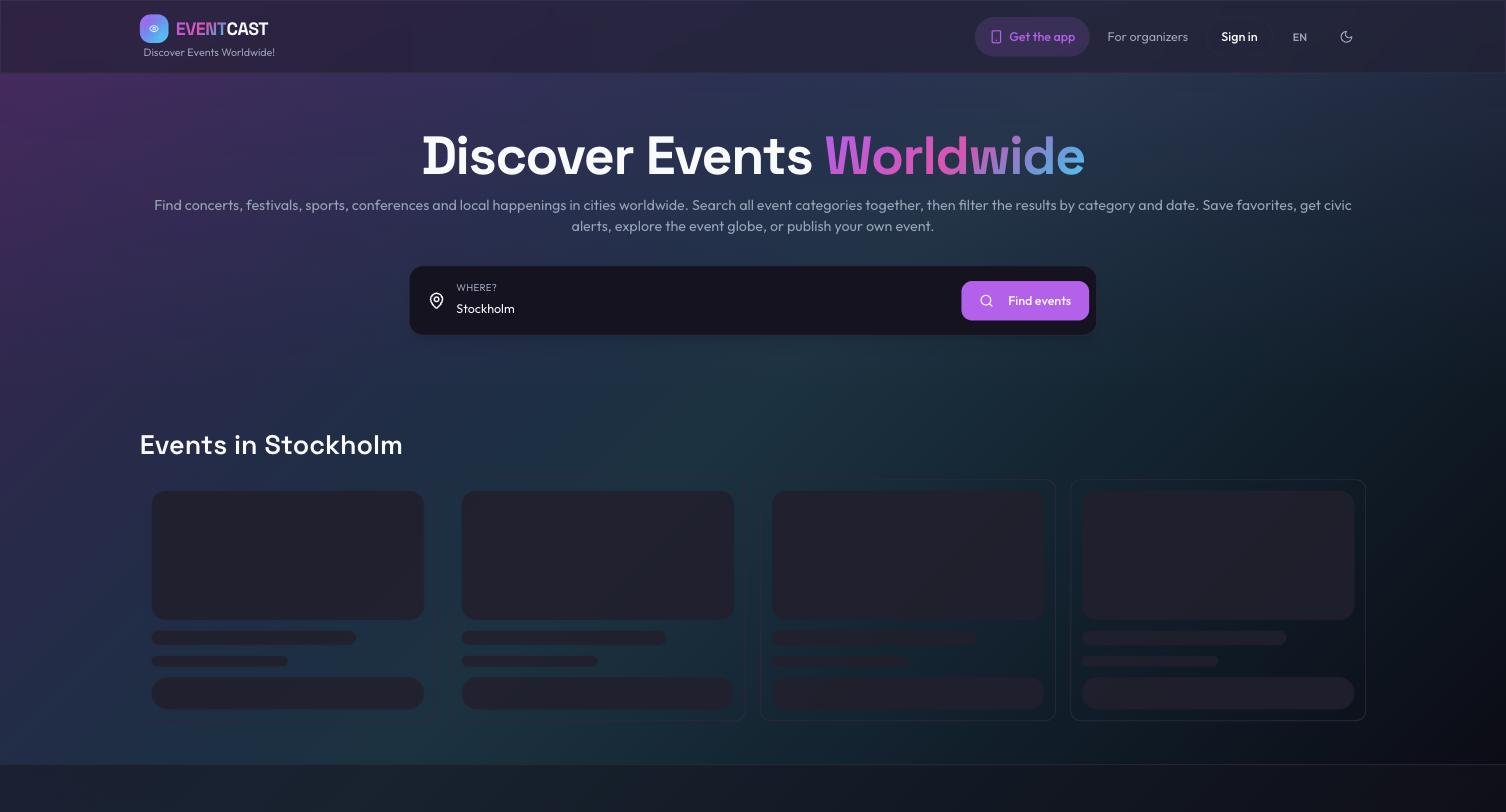 EVENTCAST
Discover Events Worldwide!
Get the app
For organizers
Sign in
EN
Discover Events Worldwide
Find concerts, festivals, sports, conferences and local happenings in cities worldwide. Search all event categories together, then filter the results by category and date. Save favorites, get civic
alerts, explore the event globe, or publish your own event.
WHERE?
Stockholm
Find events
Events in Stockholm